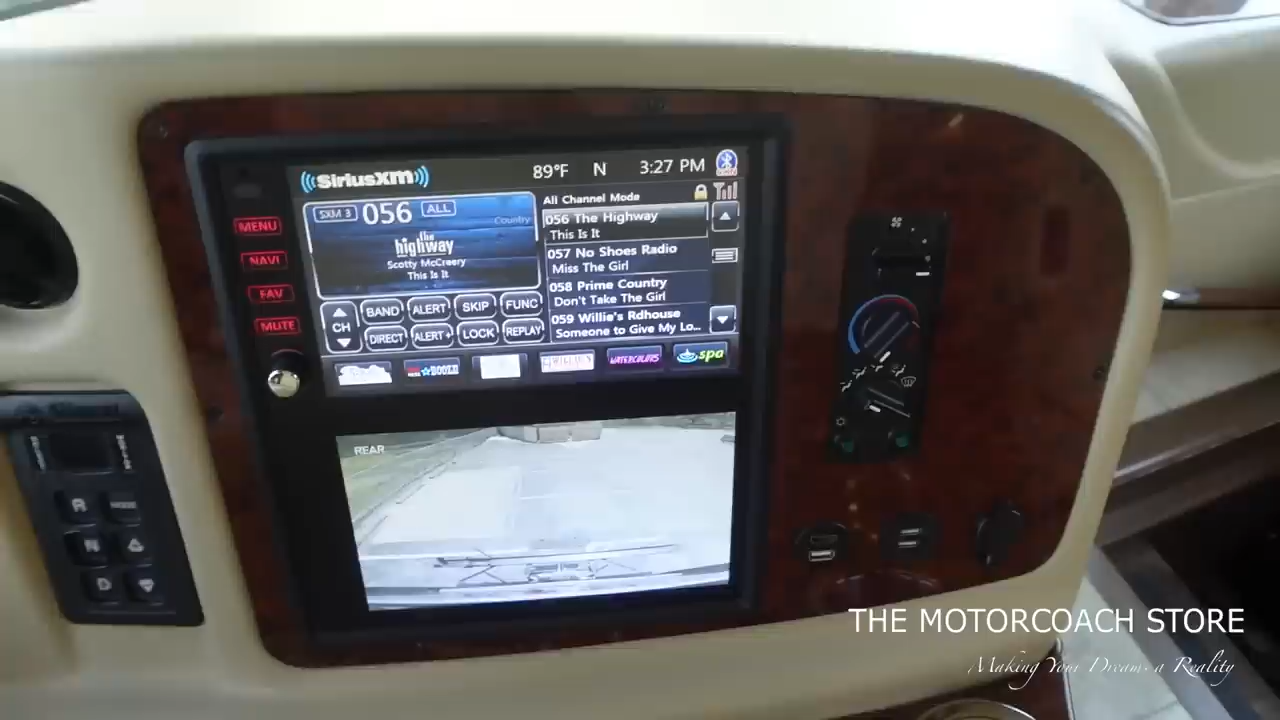 SiriusXM
89°F N 3:27 PM
MENU
NAVI
FAV
MUTE
SXM 3 056 ALL
Country
the
highway
Scotty McCreery
This Is It
All Channel Mode
056 The Highway
This Is It
057 No Shoes Radio
Miss The Girl
058 Prime Country
Don't Take The Girl
059 Willie's Rdhouse
Someone to Give My Lo...
CH BAND ALERT SKIP FUNC
DIRECT ALERT+ LOCK REPLAY
WATERCOLORS
spa
REAR
R MODE
N
D
THE MOTORCOACH STORE
Making Your Dreams a Reality